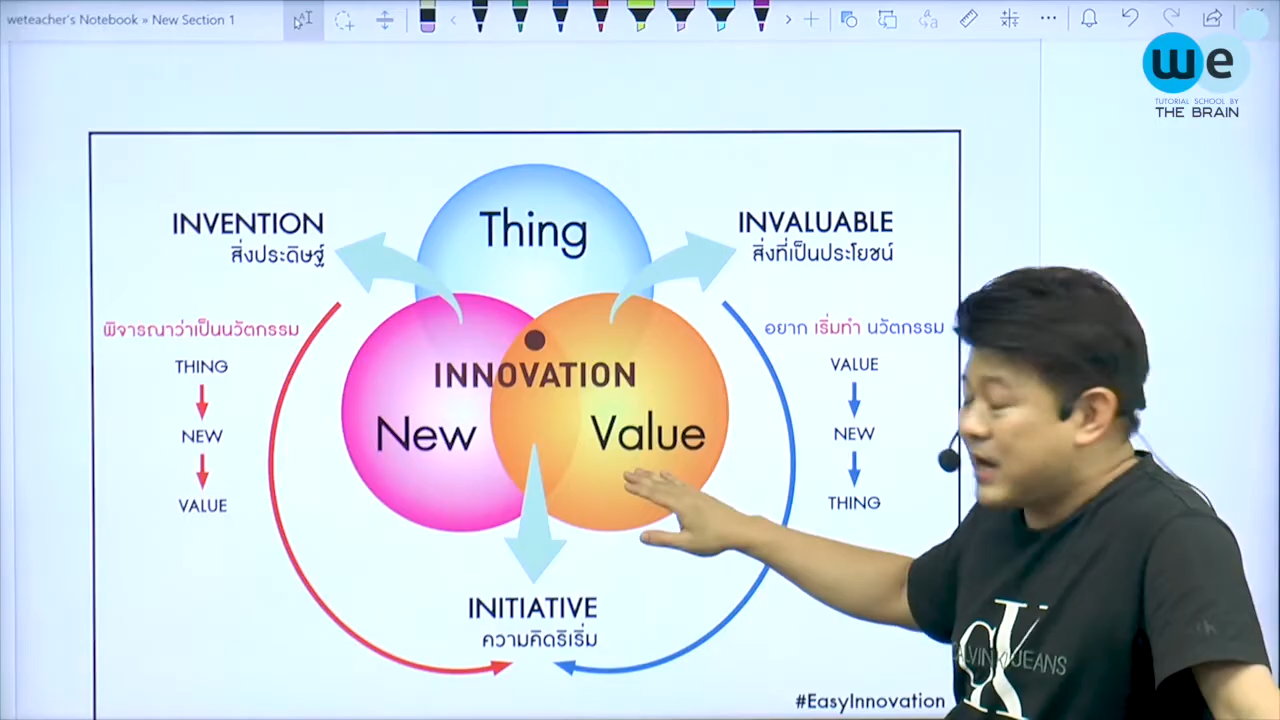 weteacher's Notebook » New Section 1
we
TUTORIAL SCHOOL BY
THE BRAIN
Thing
INVENTION
สิ่งประดิษฐ์
INVALUABLE
สิ่งที่เป็นประโยชน์
พิจารณาว่าเป็นนวัตกรรม
THING
NEW
VALUE
INNOVATION
New
Value
อยาก เริ่มทำ นวัตกรรม
VALUE
NEW
THING
INITIATIVE
ความคิดริเริ่ม
#EasyInnovation
CK
CALVIN KLEIN JEANS